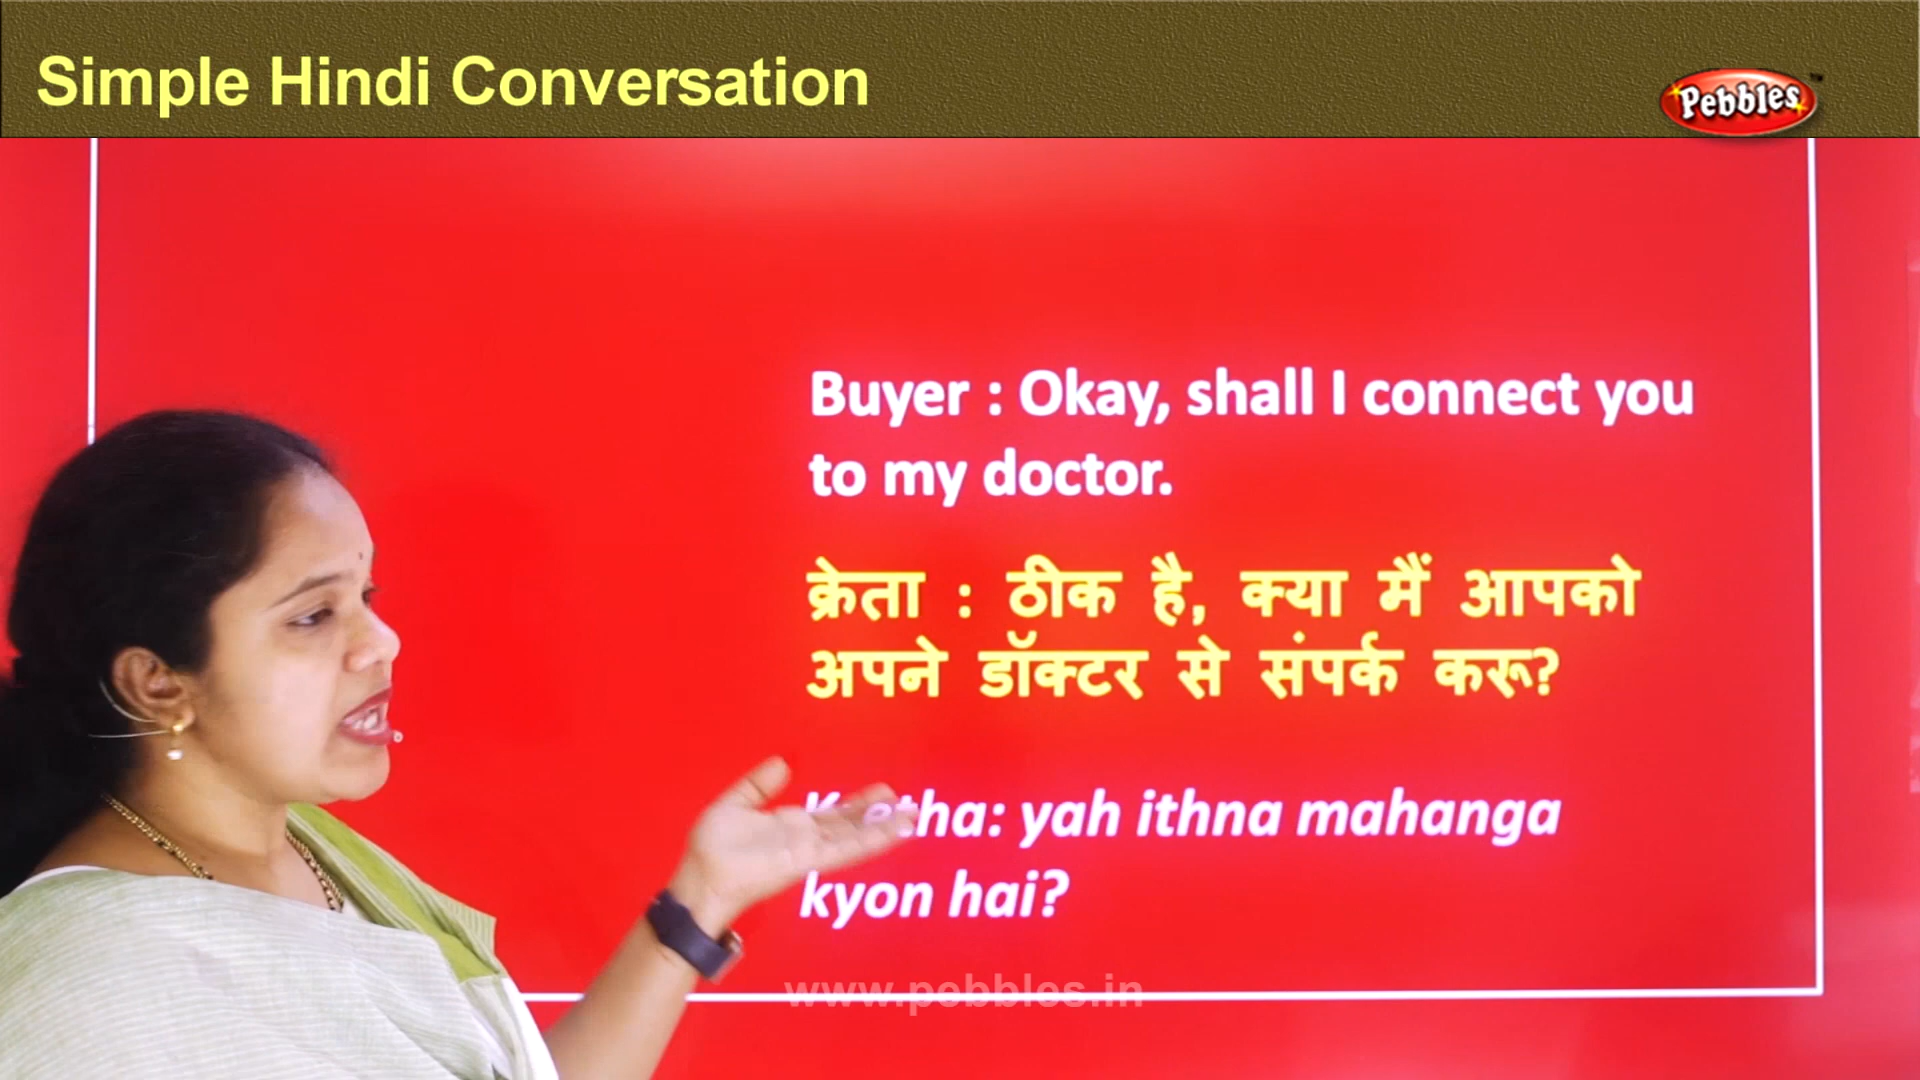 Simple Hindi Conversation
Pebbles
TM
Buyer : Okay, shall I connect you
to my doctor.
क्रेता : ठीक है, क्या मैं आपको
अपने डॉक्टर से संपर्क करू?
yah ithna mahanga
kyon hai?
www.pebbles.in